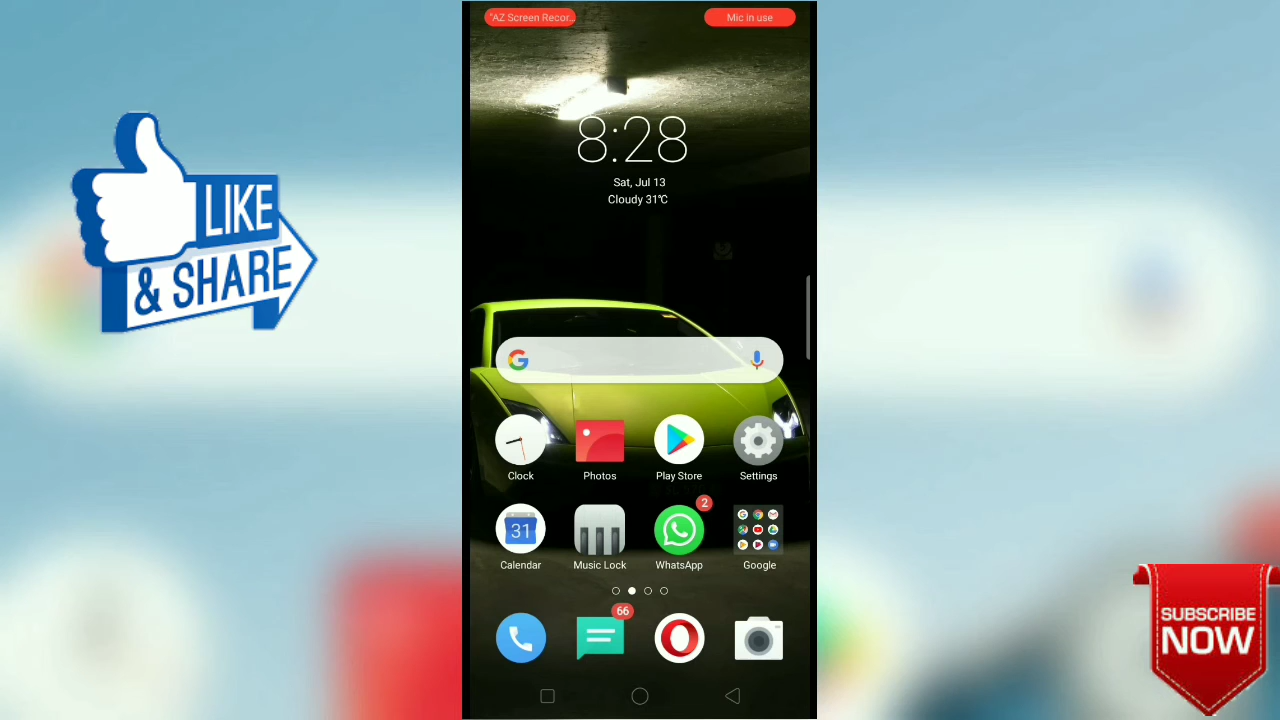 "AZ Screen Recor...
Mic in use
8:28
Sat, Jul 13
Cloudy 31℃
LIKE
& SHARE
G
Clock
Photos
Play Store
Settings
31
2
Calendar
Music Lock
WhatsApp
Google
66
SUBSCRIBE
NOW